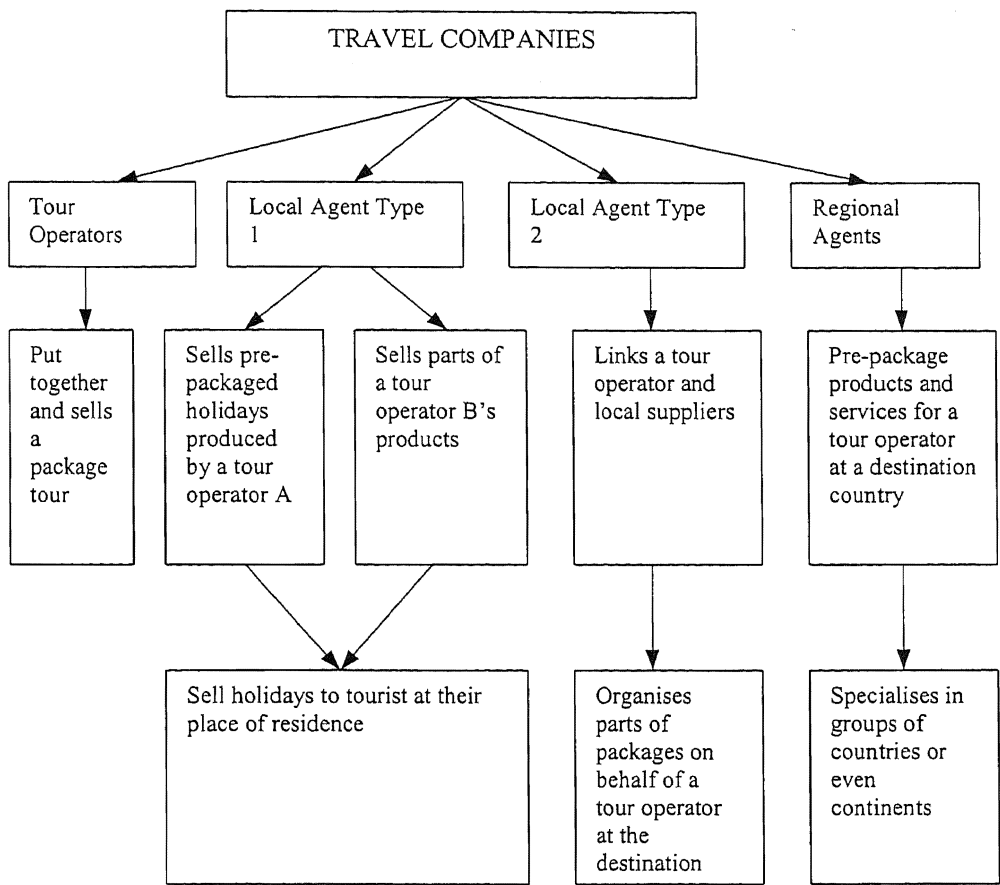 TRAVEL COMPANIES
Tour
Operators
Local Agent Type
1
Local Agent Type
2
Regional
Agents
Put
together
and sells
a
package
tour
Sells pre-
packaged
holidays
produced
by a tour
operator A
Sells parts of
a tour
operator B's
products
Links a tour
operator and
local suppliers
Pre-package
products and
services for a
tour operator
at a destination
country
Sell holidays to tourist at their
place of residence
Organises
parts of
packages on
behalf of a
tour operator
at the
destination
Specialises in
groups of
countries or
even
continents